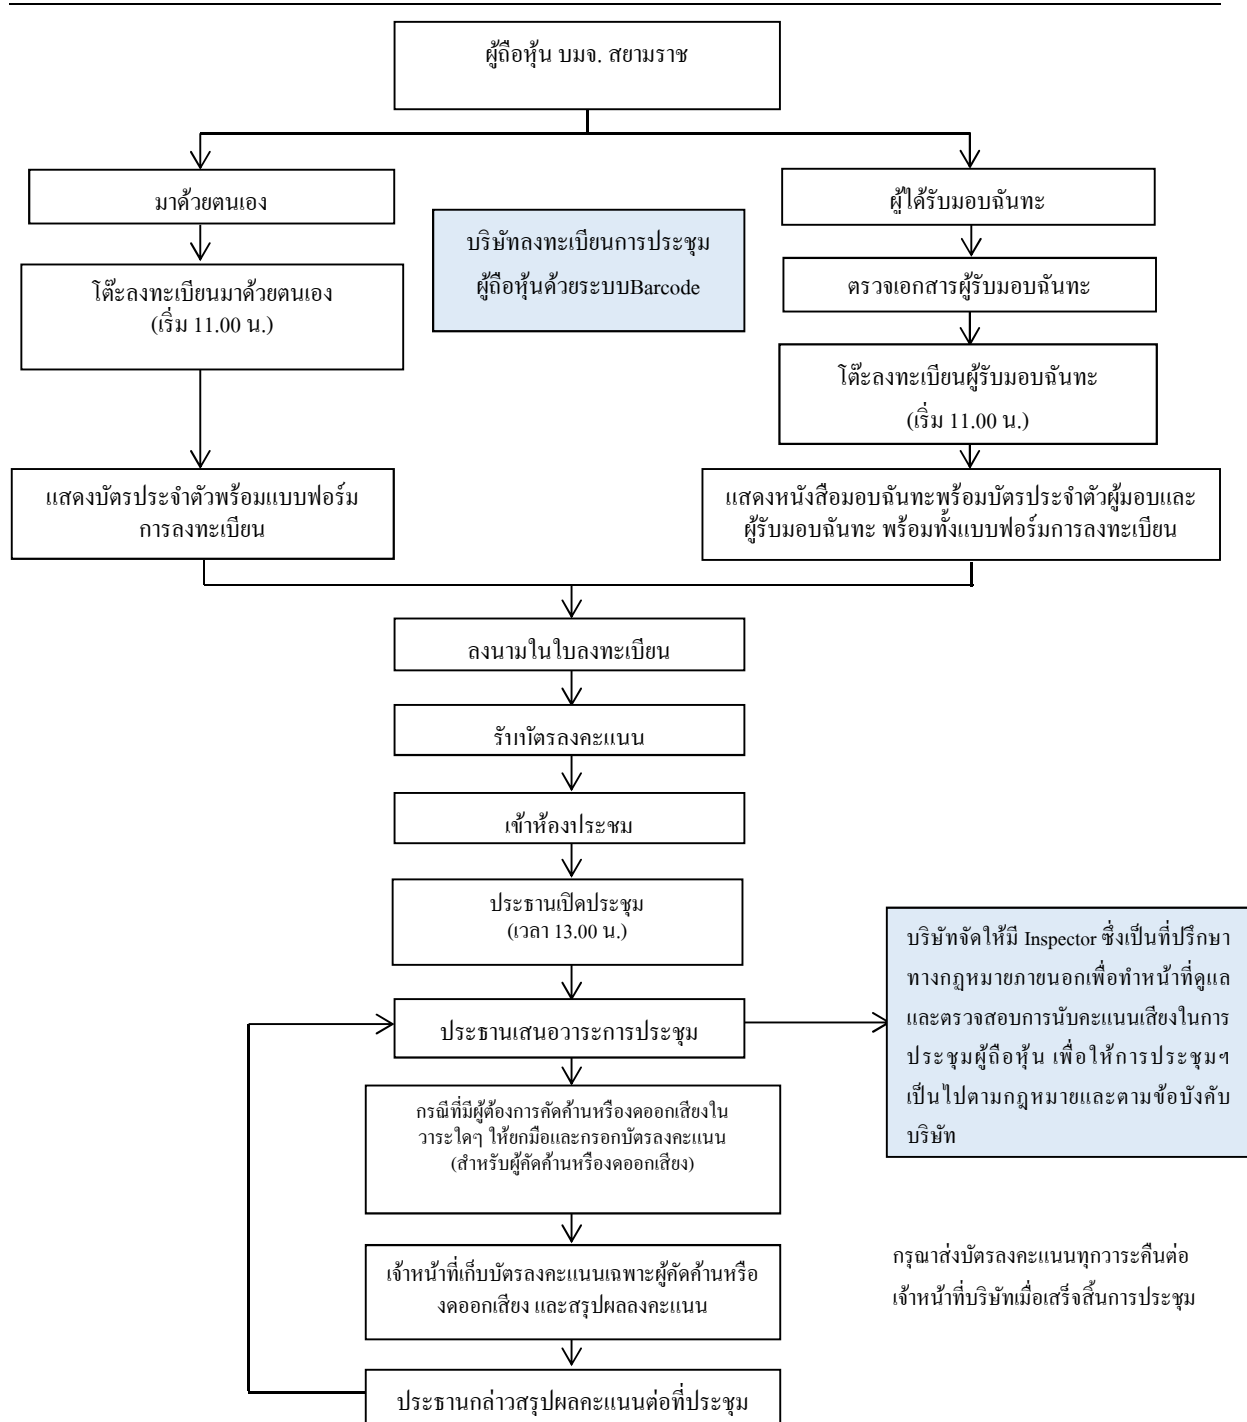 ผู้ถือหุ้น บมจ. สยามราช
มาด้วยตนเอง
ผู้ได้รับมอบฉันทะ
บริษัทลงทะเบียนการประชุม
ผู้ถือหุ้นด้วยระบบBarcode
โต๊ะลงทะเบียนมาด้วยตนเอง
(เริ่ม 11.00 น.)
ตรวจเอกสารผู้รับมอบฉันทะ
โต๊ะลงทะเบียนผู้รับมอบฉันทะ
(เริ่ม 11.00 น.)
แสดงบัตรประจำตัวพร้อมแบบฟอร์ม
การลงทะเบียน
แสดงหนังสือมอบฉันทะพร้อมบัตรประจำตัวผู้มอบและ
ผู้รับมอบฉันทะ พร้อมทั้งแบบฟอร์มการลงทะเบียน
ลงนามในใบลงทะเบียน
รับบัตรลงคะแนน
เข้าห้องประชม
ประธานเปิดประชุม
(เวลา 13.00 น.)
ประธานเสนอวาระการประชุม
บริษัทจัดให้มี Inspector ซึ่งเป็นที่ปรึกษา
ทางกฎหมายภายนอกเพื่อทำหน้าที่ดูแล
และตรวจสอบการนับคะแนนเสียงในการ
ประชุมผู้ถือหุ้น เพื่อให้การประชุมฯ
เป็นไปตามกฎหมายและตามข้อบังคับ
บริษัท
กรณีที่มีผู้ต้องการคัดค้านหรืองดออกเสียงใน
วาระใดๆ ให้ยกมือและกรอกบัตรลงคะแนน
(สำหรับผู้คัดค้านหรืองดออกเสียง)
เจ้าหน้าที่เก็บบัตรลงคะแนนเฉพาะผู้คัดค้านหรือ
งดออกเสียง และสรุปผลลงคะแนน
กรุณาส่งบัตรลงคะแนนทุกวาระคืนต่อ
เจ้าหน้าที่บริษัทเมื่อเสร็จสิ้นการประชุม
ประธานกล่าวสรุปผลคะแนนต่อที่ประชุม